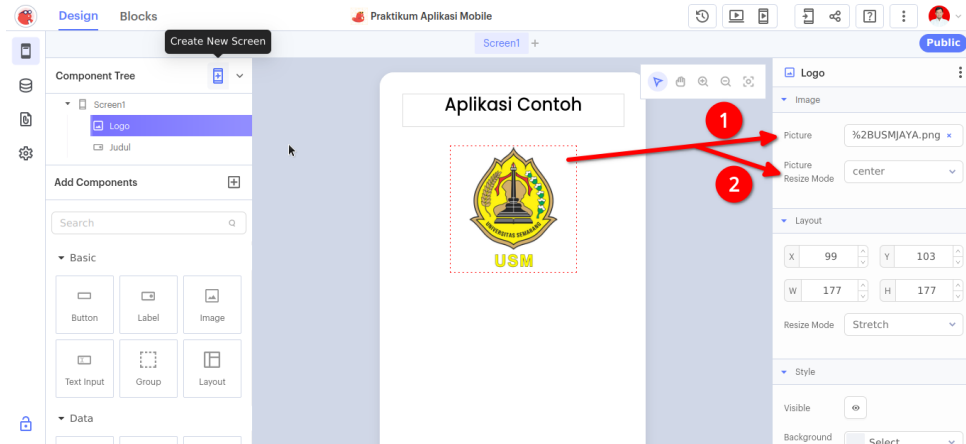 Design
Blocks
Praktikum Aplikasi Mobile
Create New Screen
Screen1
Public
Component Tree
Screen1
Logo
Judul
Add Components
Search
Basic
Button
Label
Image
Text Input
Group
Layout
Data
Aplikasi Contoh
UNIVERSITAS SEMARANG
USM
1
2
Logo
Image
Picture
%2BUSMJAYA.png ×
Picture
Resize Mode
center
Layout
X 99
Y 103
W 177
H 177
Resize Mode
Stretch
Style
Visible
Background
Select